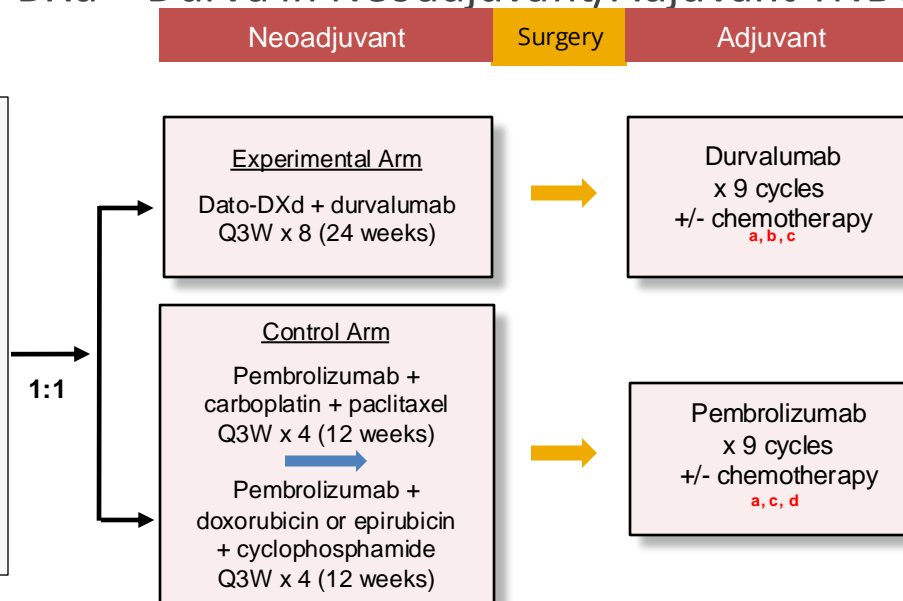 Neoadjuvant
Surgery
Adjuvant
1:1
Experimental Arm
Dato-DXd + durvalumab
Q3W x 8 (24 weeks)
Durvalumab
x 9 cycles
+/- chemotherapy
a, b, c
Control Arm
Pembrolizumab +
carboplatin + paclitaxel
Q3W x 4 (12 weeks)
Pembrolizumab +
doxorubicin or epirubicin
+ cyclophosphamide
Q3W x 4 (12 weeks)
Pembrolizumab
x 9 cycles
+/- chemotherapy
a, c, d